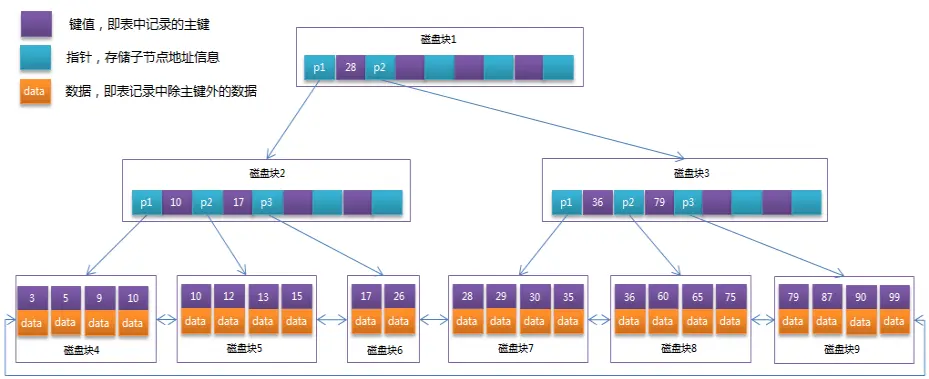 键值，即表中记录的主键
指针，存储子节点地址信息
data 数据，即表记录中除主键外的数据
磁盘块1
p1 28 p2
磁盘块2
p1 10 p2 17 p3
磁盘块3
p1 36 p2 79 p3
3 5 9 10
data data data data
磁盘块4
10 12 13 15
data data data data
磁盘块5
17 26
data data
磁盘块6
28 29 30 35
data data data data
磁盘块7
36 60 65 75
data data data data
磁盘块8
79 87 90 99
data data data data
磁盘块9